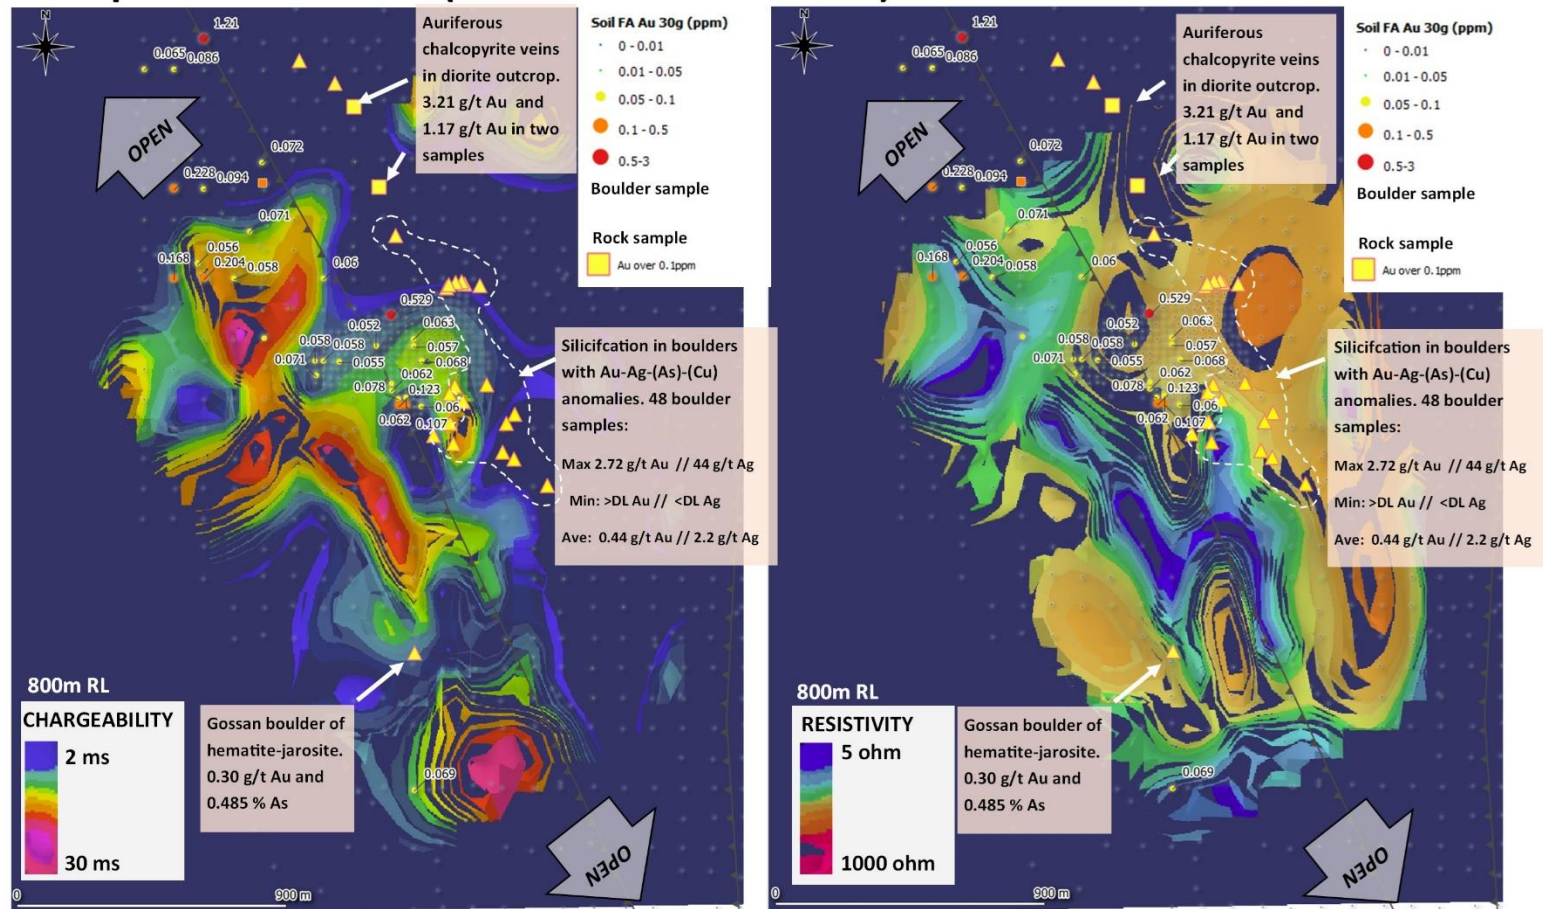 N
1.21
0.065
0.086
OPEN
Auriferous
chalcopyrite veins
in diorite outcrop.
3.21 g/t Au and
1.17 g/t Au in two
samples
Soil FA Au 30g (ppm)
0 - 0.01
0.01 - 0.05
0.05 - 0.1
0.1 - 0.5
0.5-3
Boulder sample
Rock sample
Au over 0.1ppm
0.072
0.228
0.094
0.071
0.056
0.168
0.204
0.058
0.06
0.529
0.052
0.063
0.058
0.058
0.057
0.071
0.055
0.068
0.062
0.078
0.123
0.06
0.062
0.107
Silicifcation in boulders
with Au-Ag-(As)-(Cu)
anomalies. 48 boulder
samples:
Max 2.72 g/t Au // 44 g/t Ag
Min: >DL Au // <DL Ag
Ave: 0.44 g/t Au // 2.2 g/t Ag
800m RL
CHARGEABILITY
2 ms
30 ms
Gossan boulder of
hematite-jarosite.
0.30 g/t Au and
0.485 % As
0.069
OPEN
0
900 m
N
1.21
0.065
0.086
OPEN
Auriferous
chalcopyrite veins
in diorite outcrop.
3.21 g/t Au and
1.17 g/t Au in two
samples
Soil FA Au 30g (ppm)
0 - 0.01
0.01 - 0.05
0.05 - 0.1
0.1 - 0.5
0.5-3
Boulder sample
Rock sample
Au over 0.1ppm
0.072
0.228
0.094
0.071
0.056
0.168
0.204
0.058
0.06
0.529
0.052
0.063
0.058
0.058
0.057
0.071
0.055
0.068
0.062
0.078
0.123
0.06
0.062
0.107
Silicifcation in boulders
with Au-Ag-(As)-(Cu)
anomalies. 48 boulder
samples:
Max 2.72 g/t Au // 44 g/t Ag
Min: >DL Au // <DL Ag
Ave: 0.44 g/t Au // 2.2 g/t Ag
800m RL
RESISTIVITY
5 ohm
1000 ohm
Gossan boulder of
hematite-jarosite.
0.30 g/t Au and
0.485 % As
0.069
OPEN
0
900 m